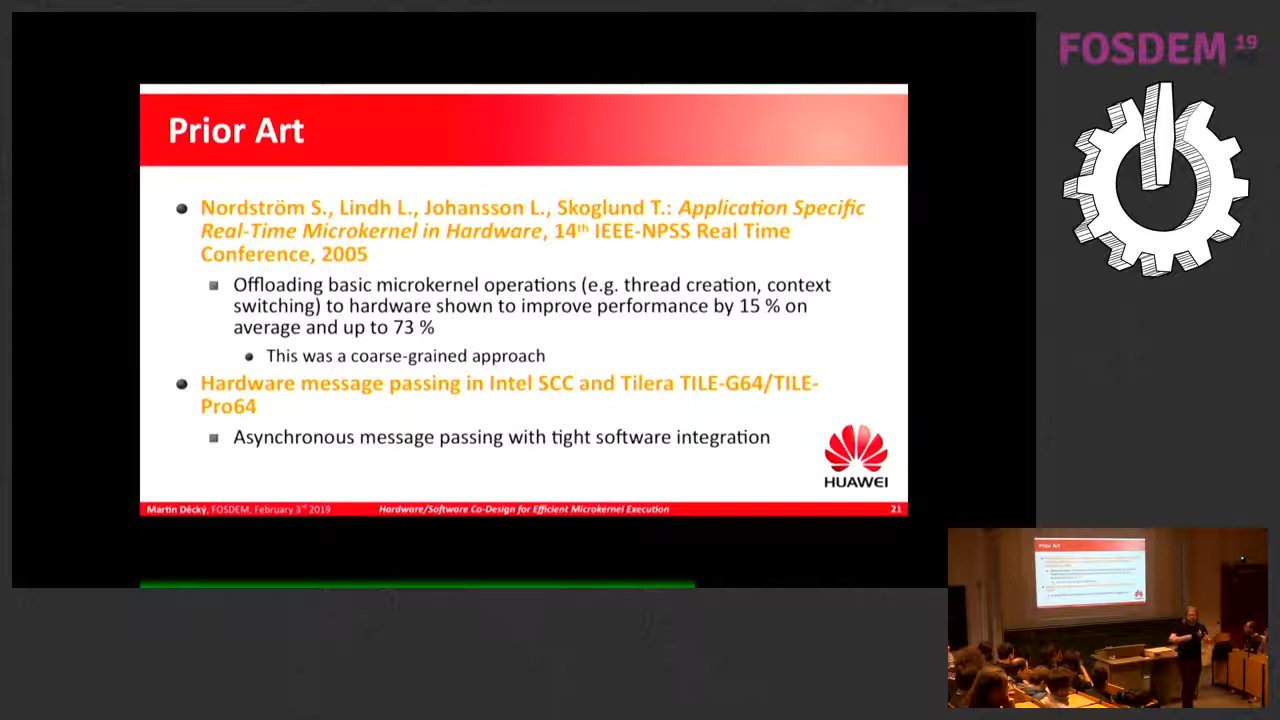 FOSDEM 19
Prior Art
Nordström S., Lindh L., Johansson L., Skoglund T.: Application Specific
Real-Time Microkernel in Hardware, 14th IEEE-NPSS Real Time
Conference, 2005
Offloading basic microkernel operations (e.g. thread creation, context
switching) to hardware shown to improve performance by 15 % on
average and up to 73 %
This was a coarse-grained approach
Hardware message passing in Intel SCC and Tilera TILE-G64/TILE-
Pro64
Asynchronous message passing with tight software integration
HUAWEI
Martin Děcký, FOSDEM, February 3rd 2019 Hardware/Software Co-Design for Efficient Microkernel Execution 21
Prior Art